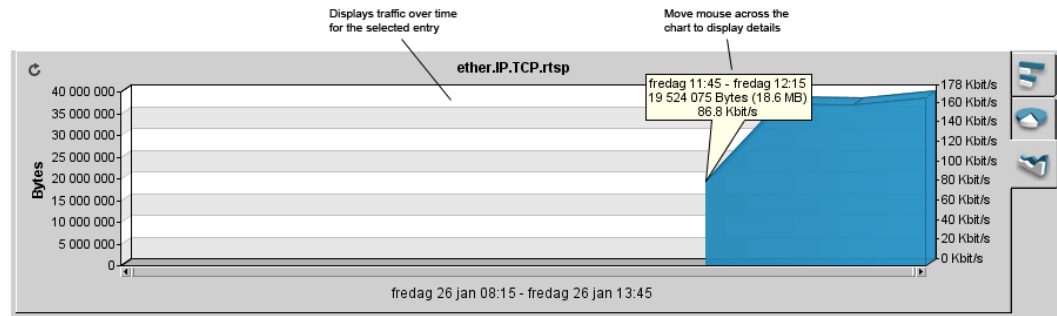 Displays traffic over time
for the selected entry
Move mouse across the
chart to display details
ether.IP.TCP.rtsp
fredag 11:45 - fredag 12:15
19 524 075 Bytes (18.6 MB)
86.8 Kbit/s
Bytes
40 000 000
35 000 000
30 000 000
25 000 000
20 000 000
15 000 000
10 000 000
5 000 000
0
178 Kbit/s
160 Kbit/s
140 Kbit/s
120 Kbit/s
100 Kbit/s
80 Kbit/s
60 Kbit/s
40 Kbit/s
20 Kbit/s
0 Kbit/s
fredag 26 jan 08:15 - fredag 26 jan 13:45